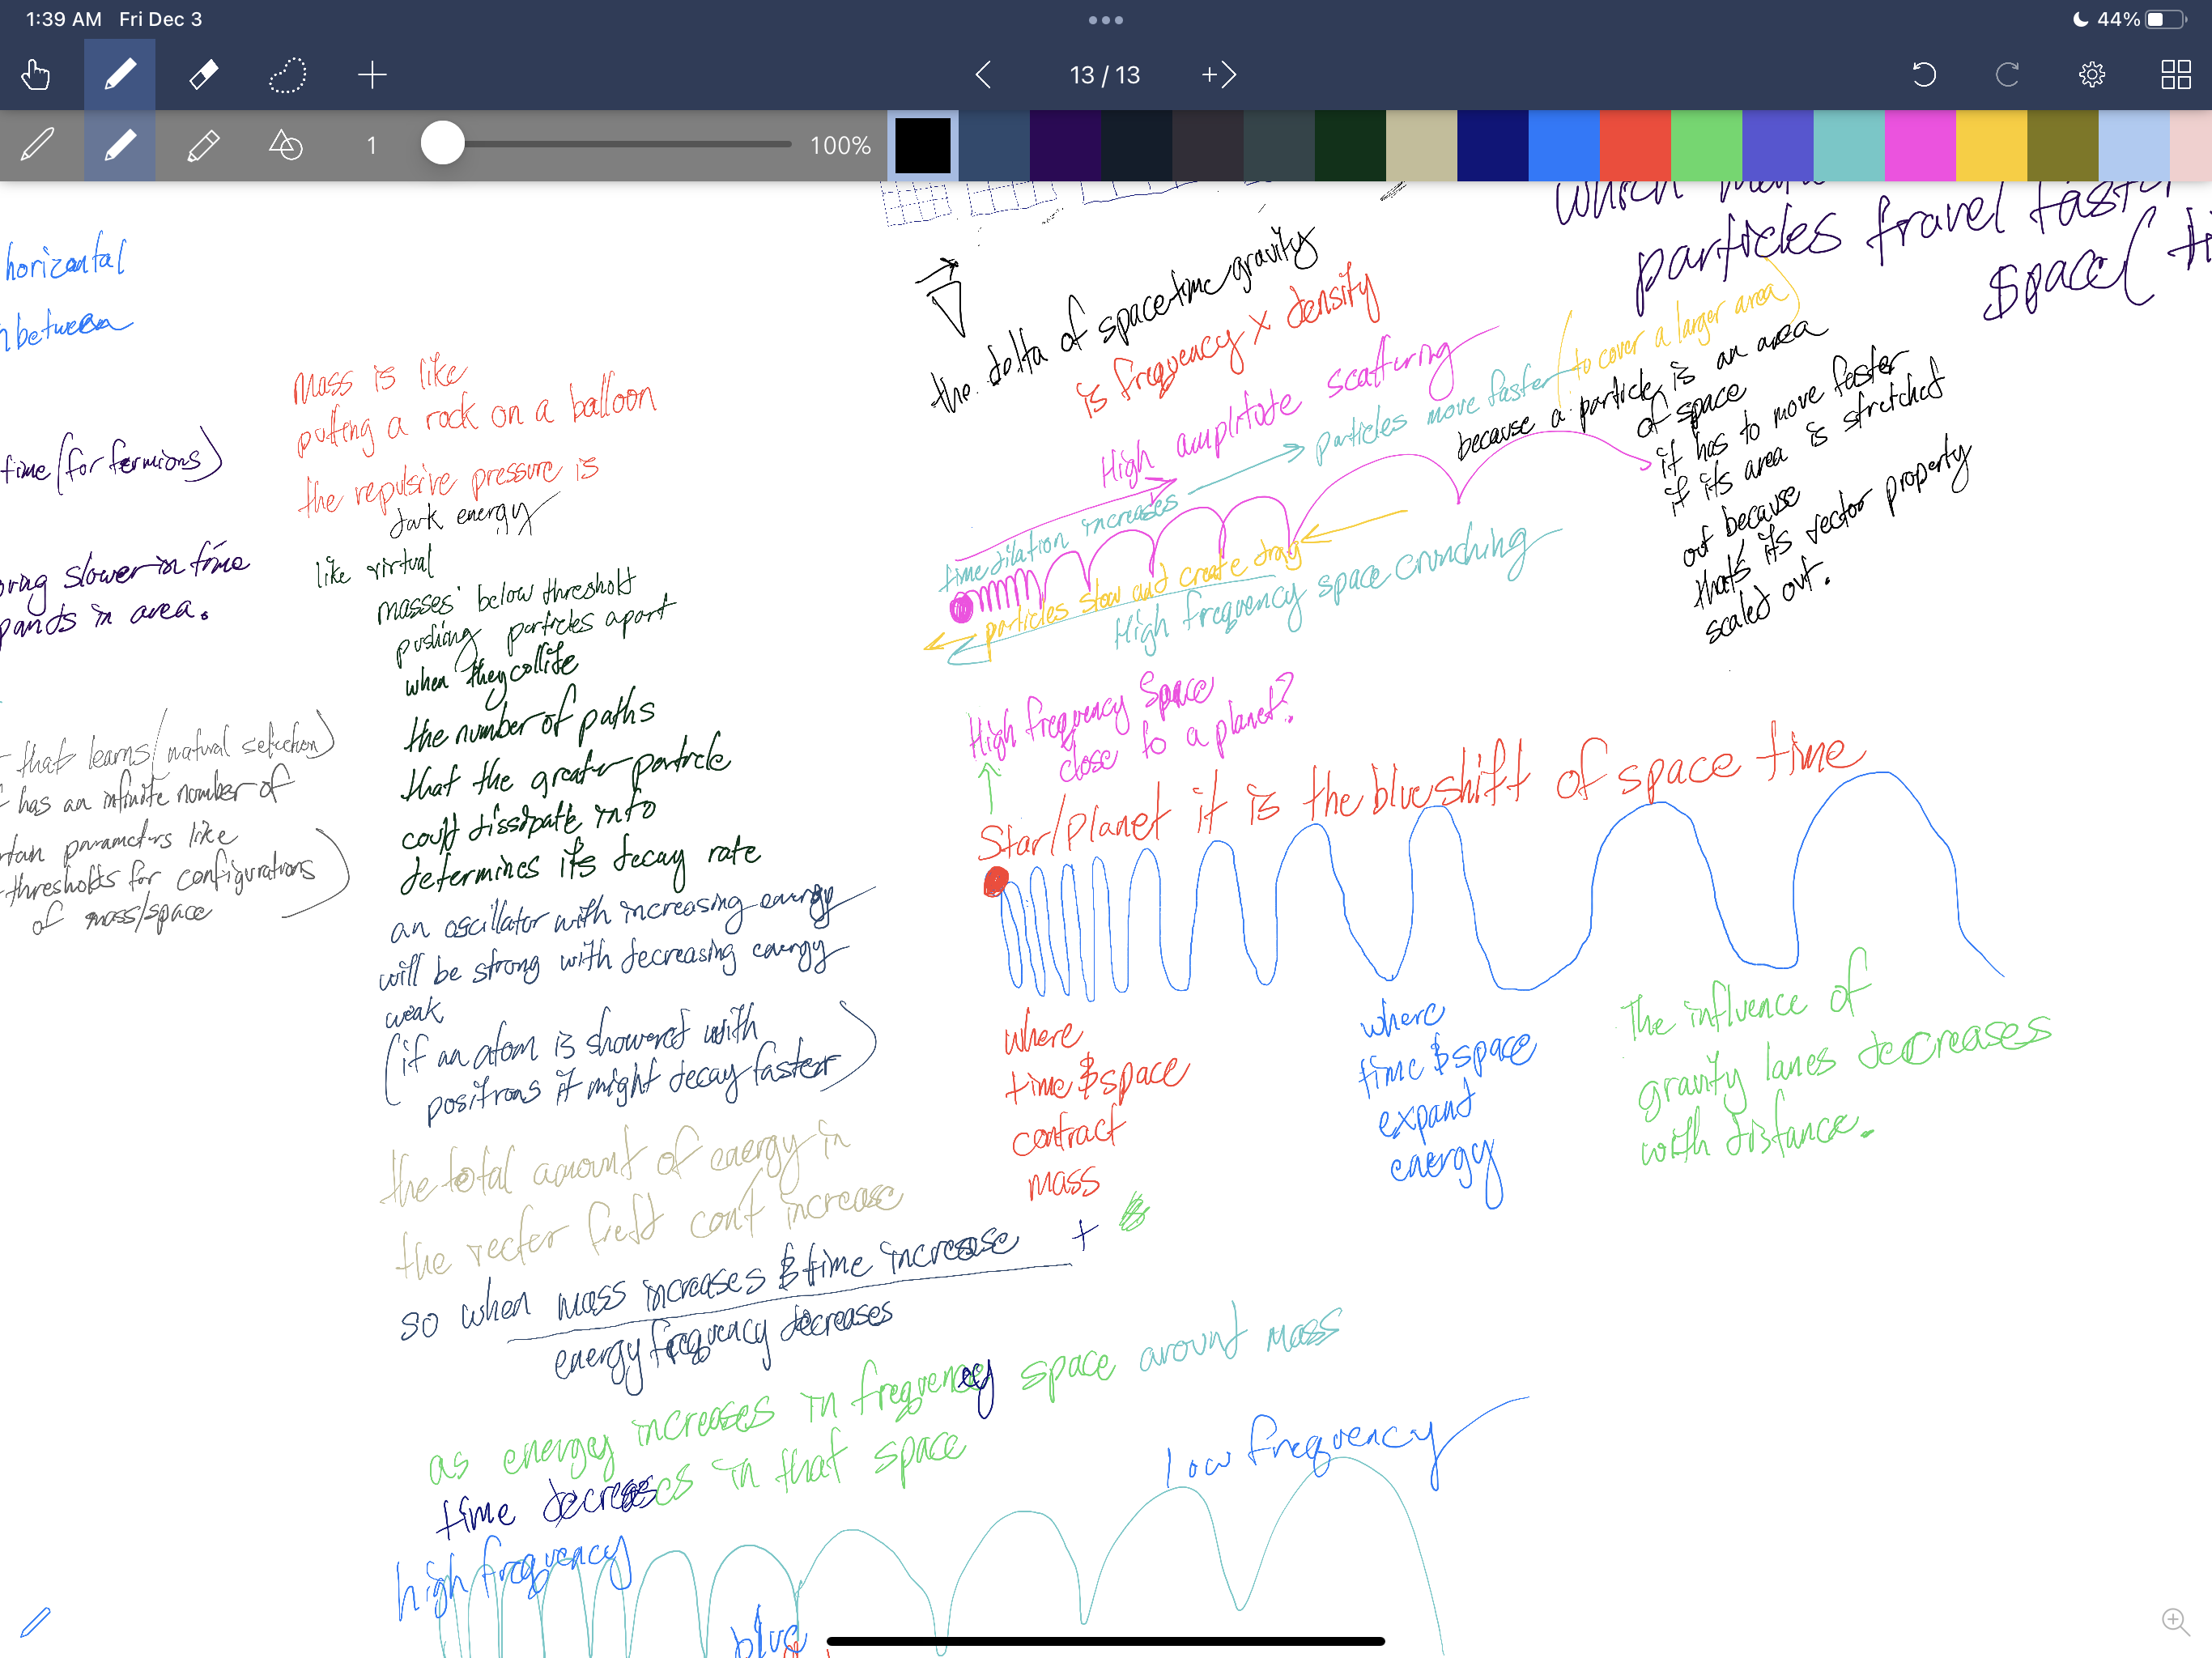 1:39 AM Fri Dec 3
44%
13 / 13
1
100%
horizontal
between
time (for fermions)
slower in time
in area.
that learns (natural selection)
has an infinite number of
parameters like
thresholds for configurations
of mass/space
Mass is like
putting a rock on a balloon
the repulsive pressure is
dark energy
like virtual
masses below threshold
pushing particles apart
when they collide
the number of paths
that the greater particle
could dissipate into
determines its decay rate
an oscillator with increasing energy
will be strong with decreasing energy
weak
(if an atom is showered with
positrons it might decay faster)
the total amount of energy in
the vector field cont increase
so when mass increases & time increase +
energy frequency decreases
as energy increases in frequency space around mass
time decreases in that space
high frequency
low frequency
blue
the delta of spacetime gravity
is frequency x density
High amplitude scattering
particles move faster (to cover a larger area)
time dilation increases
particles slow and create drag
High frequency space crunching
because a particle is an area
of space
it has to move faster
if its area is stretched
out because
that's its vector property
scaled out.
which
particles travel faster
space (
High frequency Space
close to a planet?
Star/Planet it is the blueshift of space time
where
time & space
contract
mass
where
time & space
expand
energy
The influence of
gravity lanes decreases
with distance.